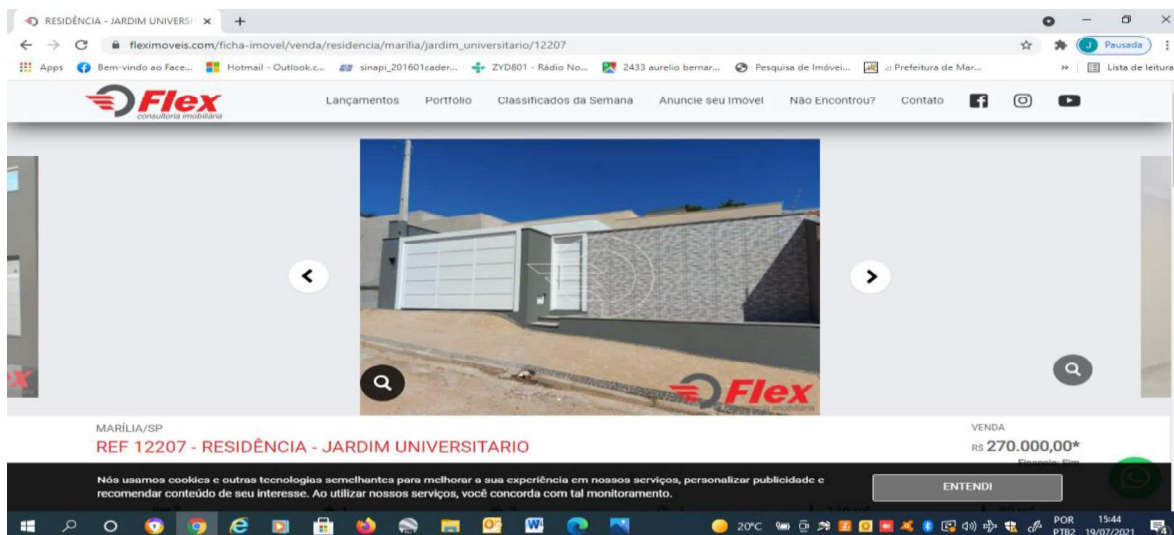 RESIDÊNCIA - JARDIM UNIVERSI
fleximoveis.com/ficha-imovel/venda/residencia/marilia/jardim_universitario/12207
J Pausada
Apps Bem-vindo ao Face... Hotmail - Outlook.c... sinapi_201601cader... ZYD801 - Rádio No... 2433 aurelio bernar... Pesquisa de Imóvei... :: Prefeitura de Mar... » Lista de leitura
Flex
consultoria imobiliária
Lançamentos Portfólio Classificados da Semana Anuncie seu Imóvel Não Encontrou? Contato
Flex
MARÍLIA/SP
REF 12207 - RESIDÊNCIA - JARDIM UNIVERSITARIO
VENDA
R$ 270.000,00*
Financia: Sim
Nós usamos cookies e outras tecnologias semelhantes para melhorar a sua experiência em nossos serviços, personalizar publicidade e
recomendar conteúdo de seu interesse. Ao utilizar nossos serviços, você concorda com tal monitoramento.
ENTENDI
20°C
POR
PTB2
15:44
19/07/2021